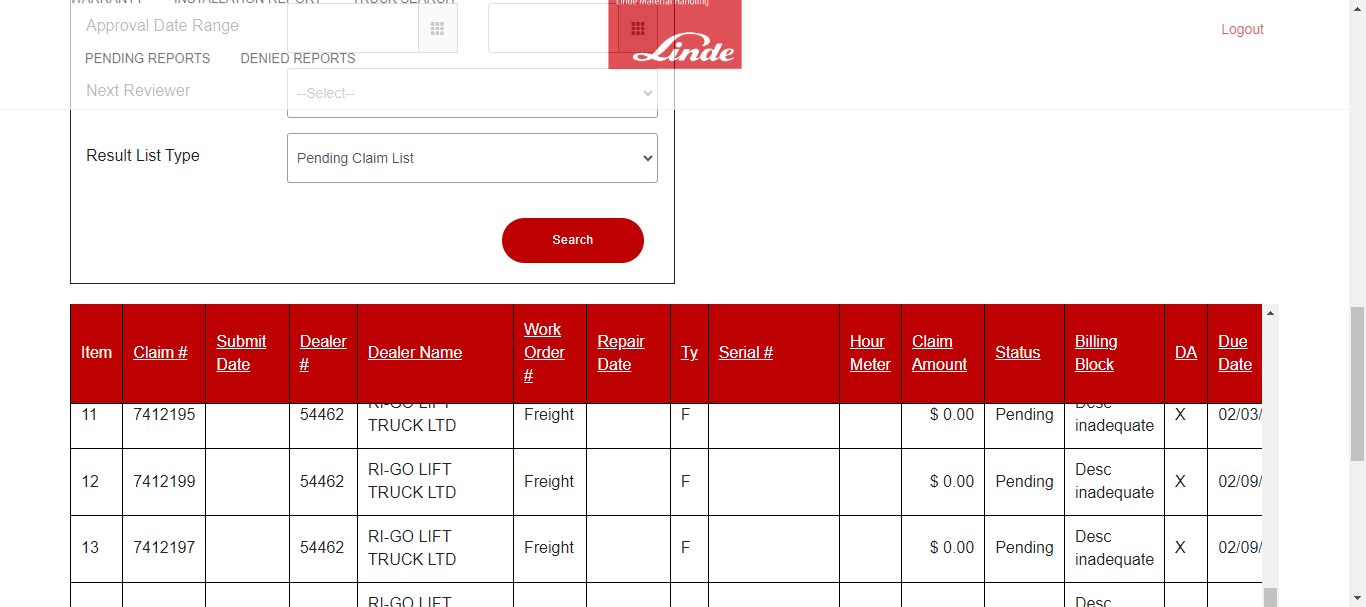 WARRANTY INSTALLATION REPORT TRUCK SEARCH
Linde Material Handling
Approval Date Range
Logout
Linde
PENDING REPORTS DENIED REPORTS
Next Reviewer --Select--
Result List Type Pending Claim List
Search
Item Claim # Submit Date Dealer # Dealer Name Work Order # Repair Date Ty Serial # Hour Meter Claim Amount Status Billing Block DA Due Date
11 7412195 54462 RI-GO LIFT TRUCK LTD Freight F $ 0.00 Pending Desc inadequate X 02/03/
12 7412199 54462 RI-GO LIFT TRUCK LTD Freight F $ 0.00 Pending Desc inadequate X 02/09/
13 7412197 54462 RI-GO LIFT TRUCK LTD Freight F $ 0.00 Pending Desc inadequate X 02/09/
RI-GO LIFT Desc